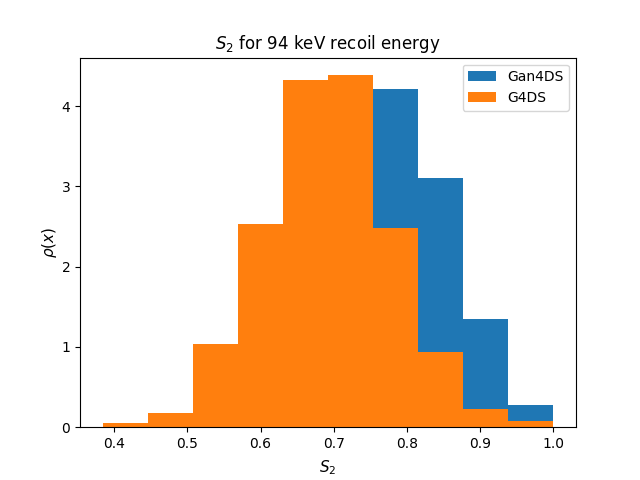 S₂ for 94 keV recoil energy
Gan4DS
G4DS
ρ(x)
4
3
2
1
0
0.4 0.5 0.6 0.7 0.8 0.9 1.0
S₂